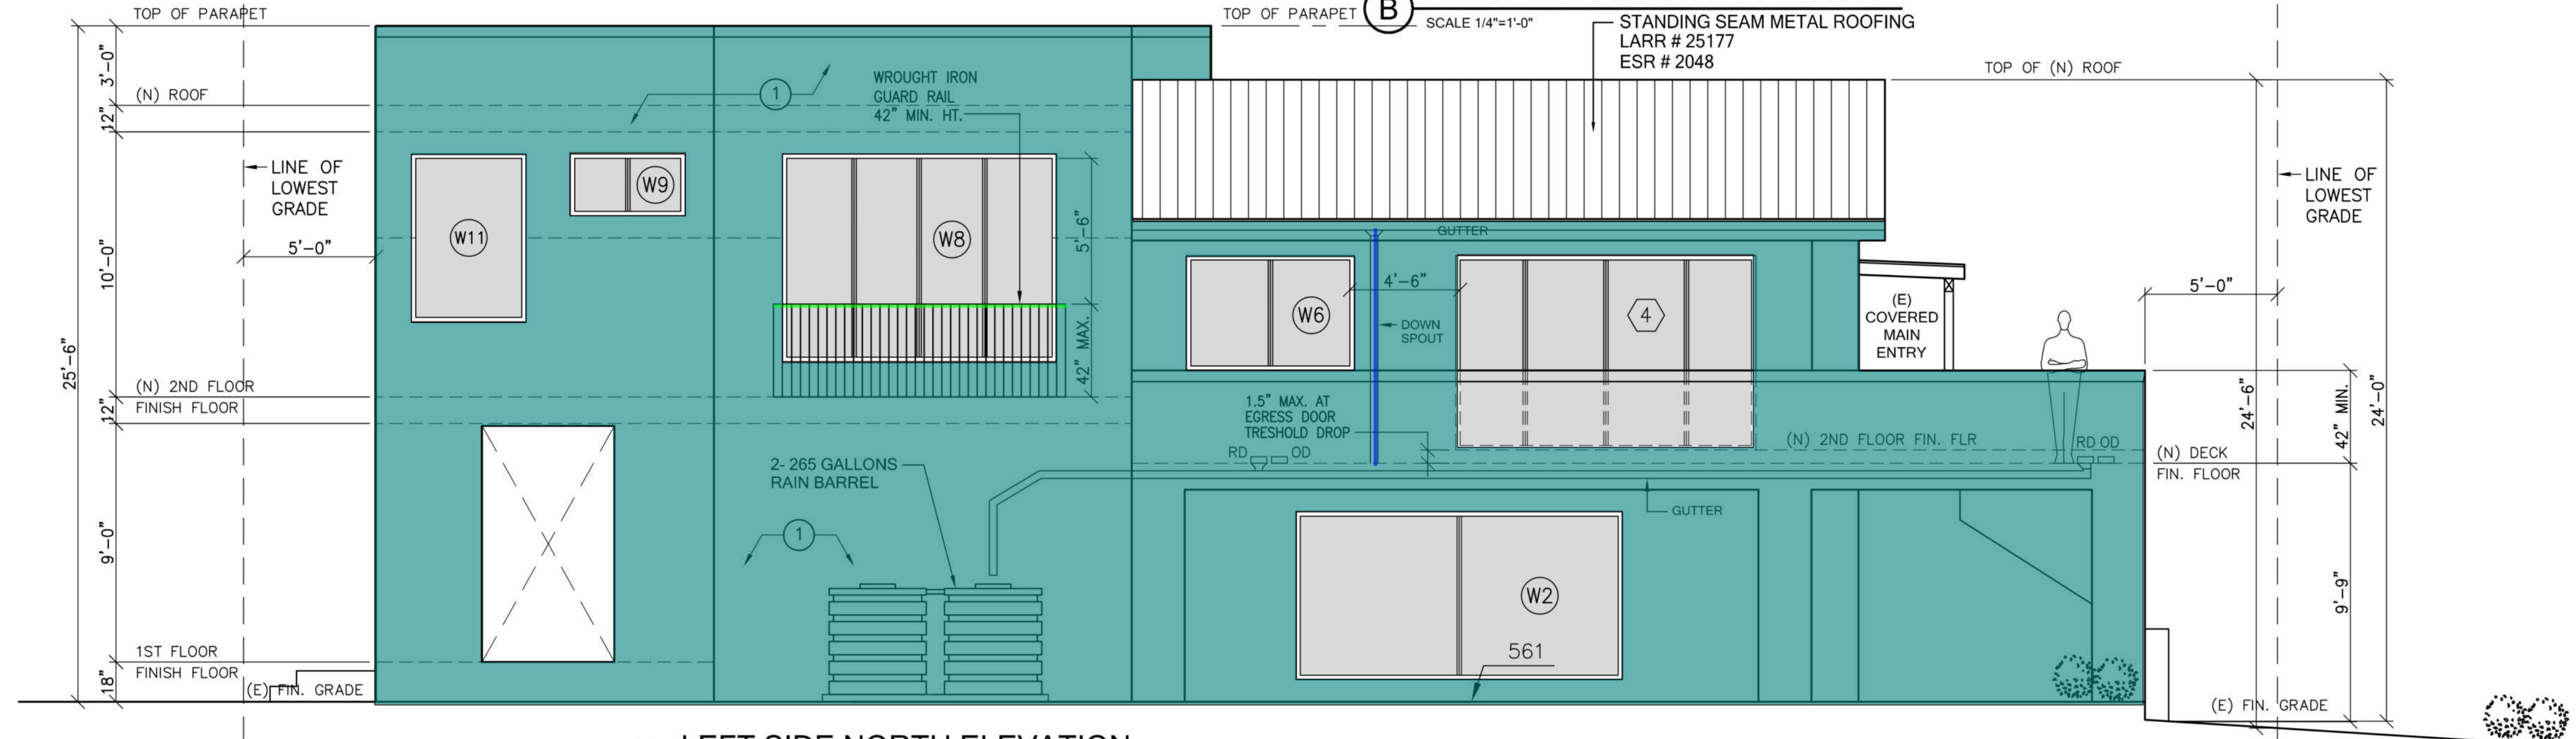 TOP OF PARAPET
3'-0"
(N) ROOF
12"
LINE OF
LOWEST
GRADE
5'-0"
10'-0"
25'-6"
(N) 2ND FLOOR
FINISH FLOOR
12"
9'-0"
1ST FLOOR
FINISH FLOOR
18"
(E) FIN. GRADE
1
WROUGHT IRON
GUARD RAIL
42" MIN. HT.
W11
W9
W8
5'-6"
42" MAX.
2- 265 GALLONS
RAIN BARREL
1
TOP OF PARAPET
B
SCALE 1/4"=1'-0"
STANDING SEAM METAL ROOFING
LARR # 25177
ESR # 2048
GUTTER
W6
4'-6"
DOWN
SPOUT
4
1.5" MAX. AT
EGRESS DOOR
TRESHOLD DROP
RD OD
(N) 2ND FLOOR FIN. FLR
GUTTER
W2
561
(E)
COVERED
MAIN
ENTRY
RD OD
TOP OF (N) ROOF
LINE OF
LOWEST
GRADE
5'-0"
24'-6"
42" MIN.
24'-0"
(N) DECK
FIN. FLOOR
9'-9"
(E) FIN. GRADE
LEFT SIDE NORTH ELEVATION